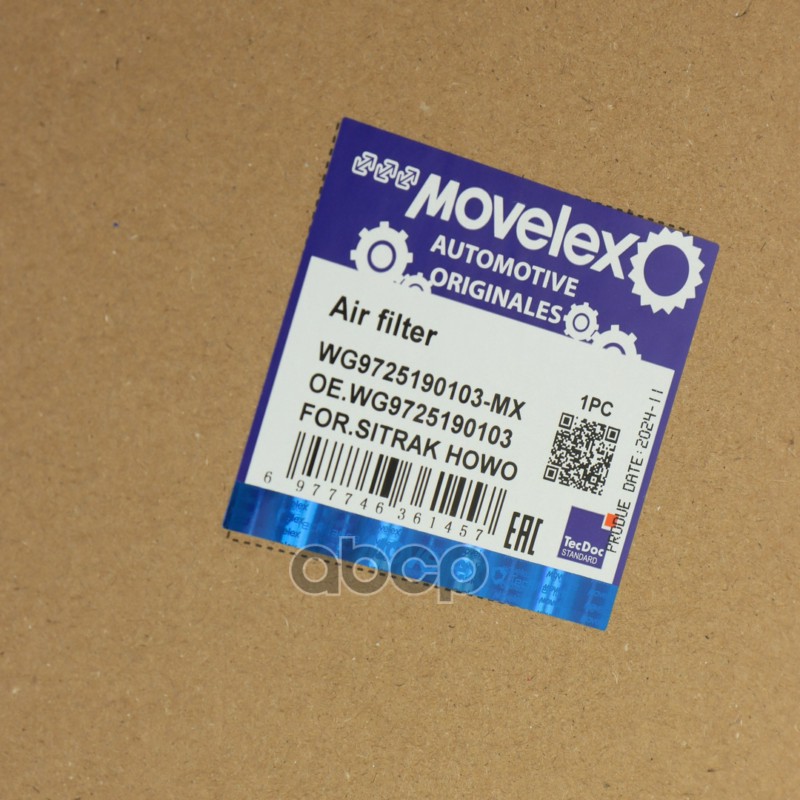 Movelex
AUTOMOTIVE
ORIGINALES
Air filter
WG9725190103-MX
OE.WG9725190103
FOR.SITRAK HOWO
1PC
PRODUE DATE:2024-11
6 977746 361457
EAC
TecDoc
STANDARD
abcp